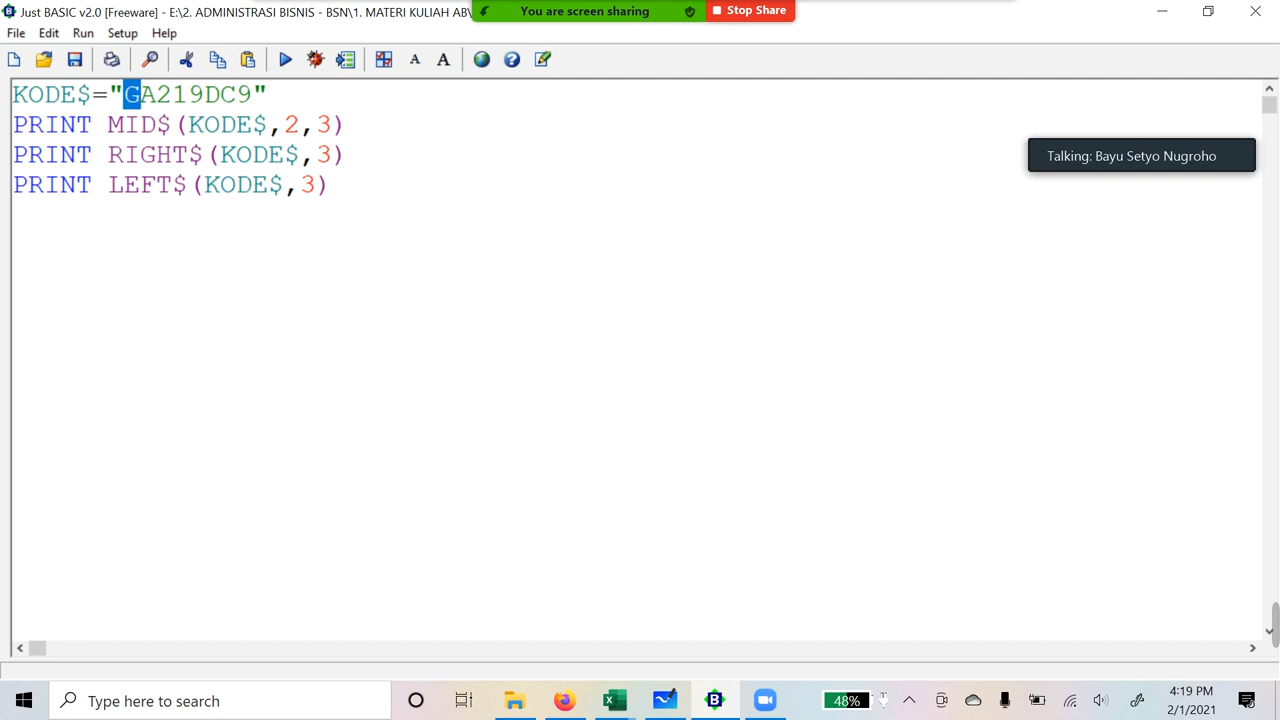 Just BASIC v2.0 [Freeware] - E:\2. ADMINISTRASI BISNIS - BSN\1. MATERI KULIAH AB\
You are screen sharing
Stop Share
File Edit Run Setup Help
A A
KODE$="GA219DC9"
PRINT MID$(KODE$,2,3)
PRINT RIGHT$(KODE$,3)
PRINT LEFT$(KODE$,3)
Talking: Bayu Setyo Nugroho
Type here to search
48%
4:19 PM
2/1/2021